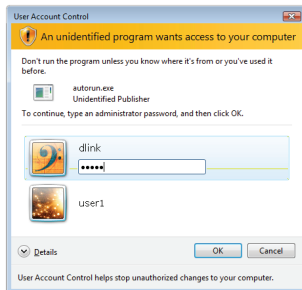 User Account Control
An unidentified program wants access to your computer
Don't run the program unless you know where it's from or you've used it
before.
autorun.exe
Unidentified Publisher
To continue, type an administrator password, and then click OK.
dlink
•••••
user1
Details
OK Cancel
User Account Control helps stop unauthorized changes to your computer.